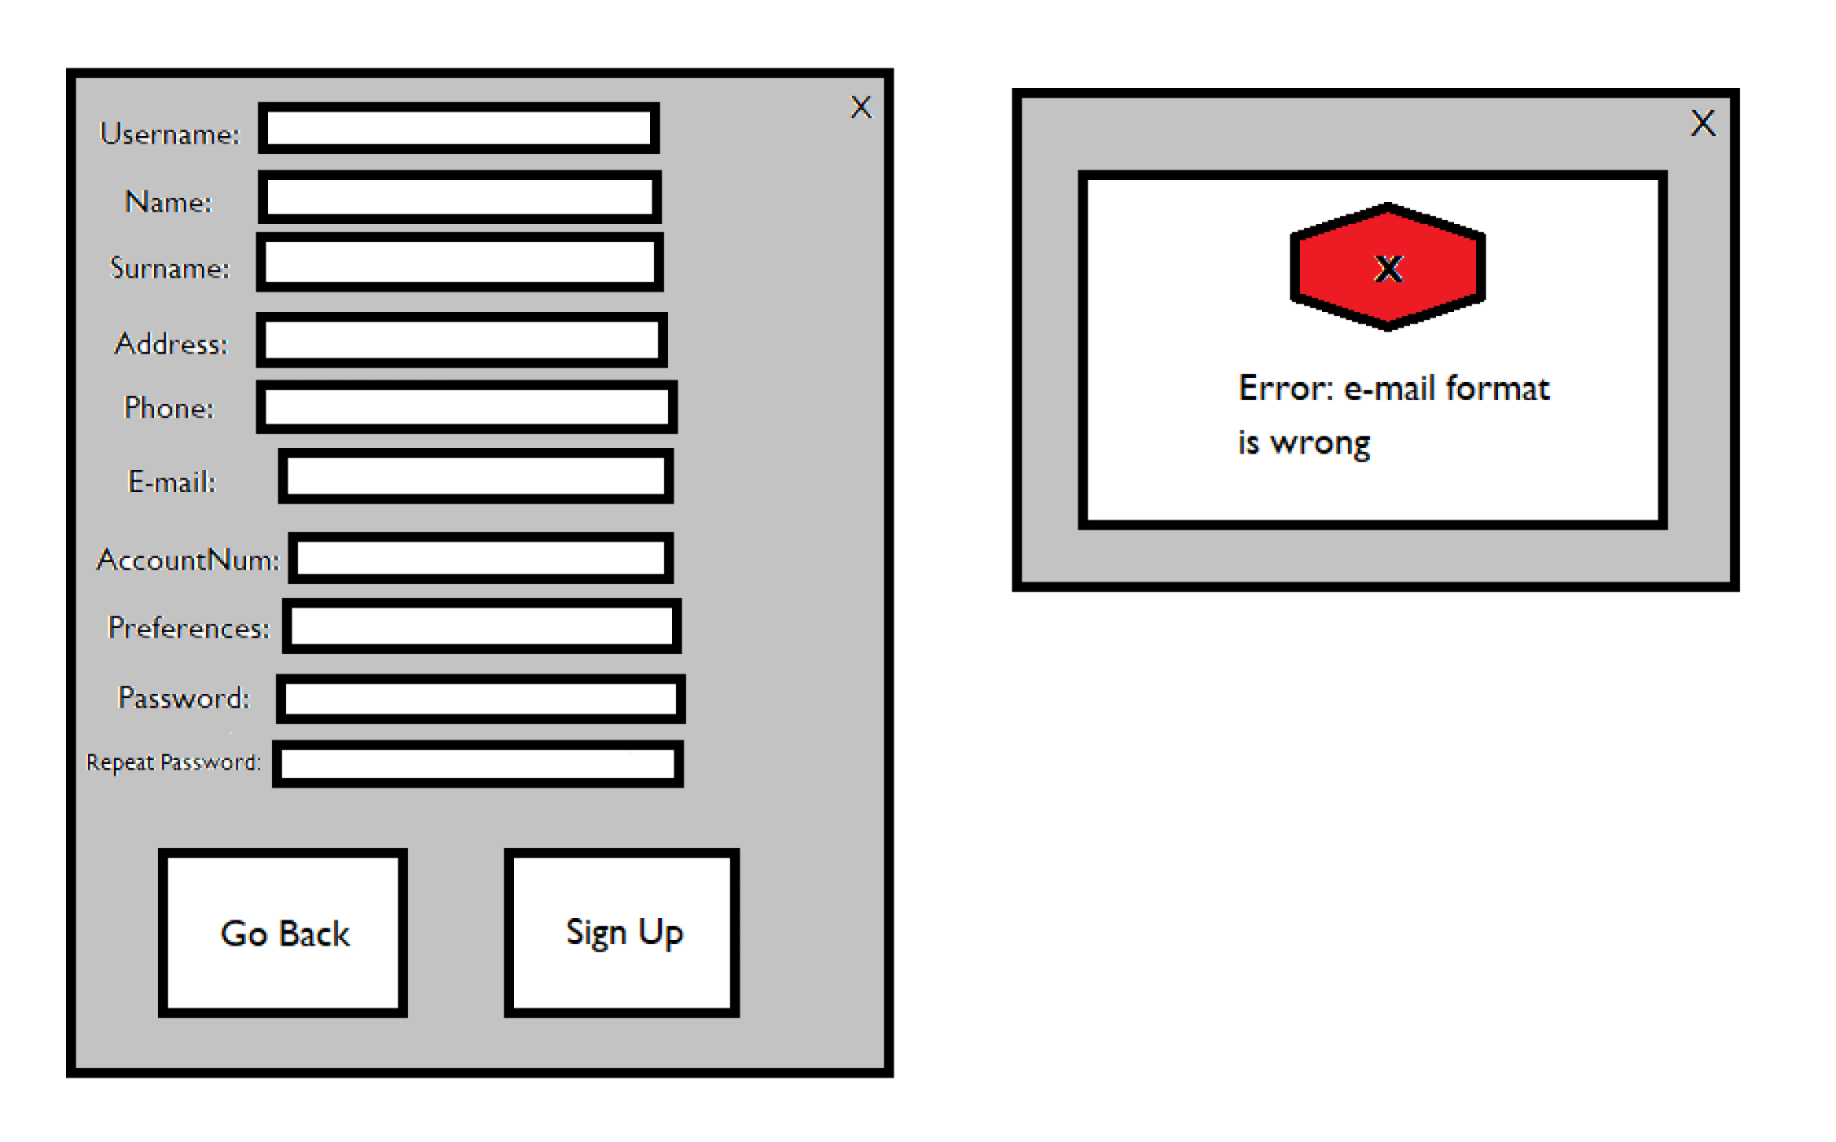 X
Username:
Name:
Surname:
Address:
Phone:
E-mail:
AccountNum:
Preferences:
Password:
Repeat Password:
Go Back
Sign Up
X
x
Error: e-mail format
is wrong